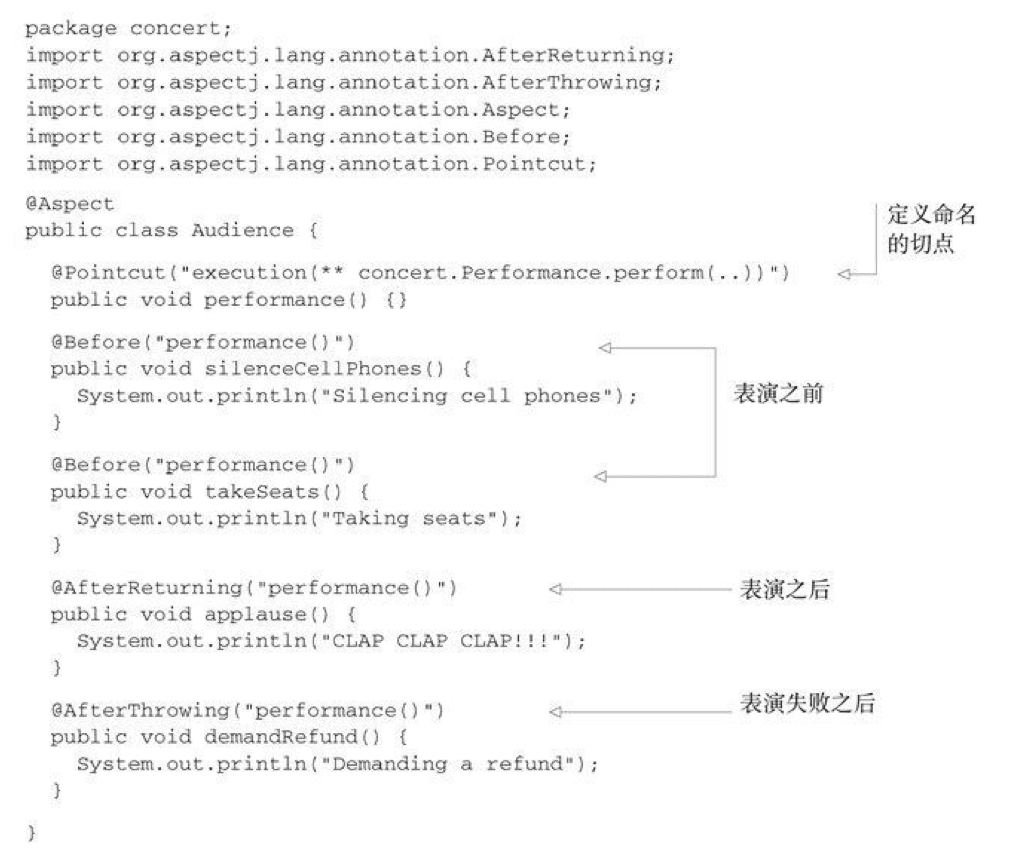 package concert;
import org.aspectj.lang.annotation.AfterReturning;
import org.aspectj.lang.annotation.AfterThrowing;
import org.aspectj.lang.annotation.Aspect;
import org.aspectj.lang.annotation.Before;
import org.aspectj.lang.annotation.Pointcut;
@Aspect
public class Audience {
定义命名
的切点
@Pointcut("execution(** concert.Performance.perform(..))")
public void performance() {}
@Before("performance()")
public void silenceCellPhones() {
System.out.println("Silencing cell phones");
}
表演之前
@Before("performance()")
public void takeSeats() {
System.out.println("Taking seats");
}
@AfterReturning("performance()")
表演之后
public void applause() {
System.out.println("CLAP CLAP CLAP!!!");
}
@AfterThrowing("performance()")
表演失败之后
public void demandRefund() {
System.out.println("Demanding a refund");
}
}